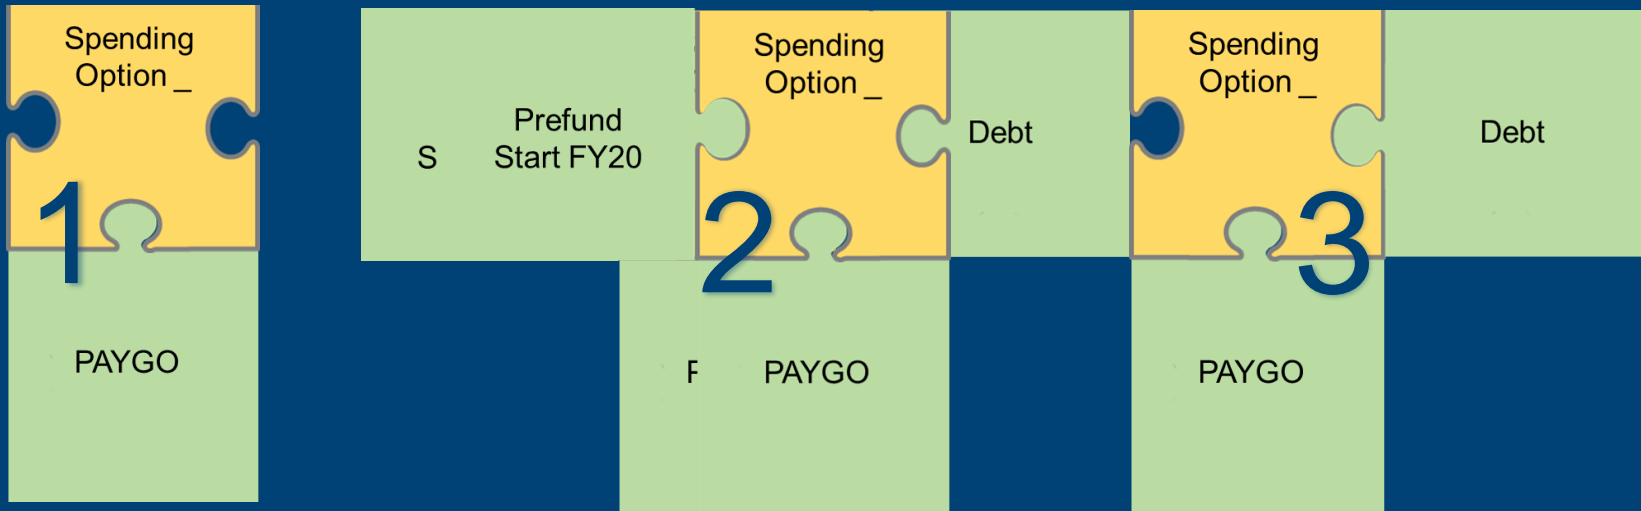 Spending
Option _
1
PAYGO
S
Prefund
Start FY20
Spending
Option _
2
Debt
PAYGO
Spending
Option _
3
Debt
PAYGO